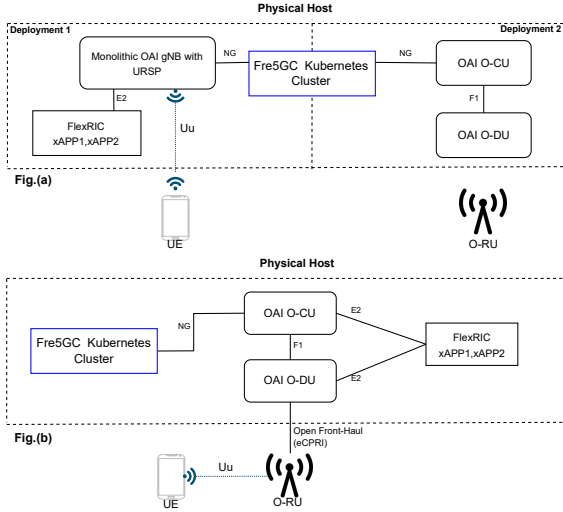 Physical Host
Deployment 1
Deployment 2
Monolithic OAI gNB with
URSP
NG
Fre5GC Kubernetes
Cluster
NG
OAI O-CU
E2
F1
FlexRIC
xAPP1,xAPP2
Uu
OAI O-DU
Fig.(a)
UE
O-RU
Physical Host
OAI O-CU
E2
NG
Fre5GC Kubernetes
Cluster
F1
FlexRIC
xAPP1,xAPP2
OAI O-DU
E2
Fig.(b)
Open Front-Haul
(eCPRI)
Uu
UE
O-RU